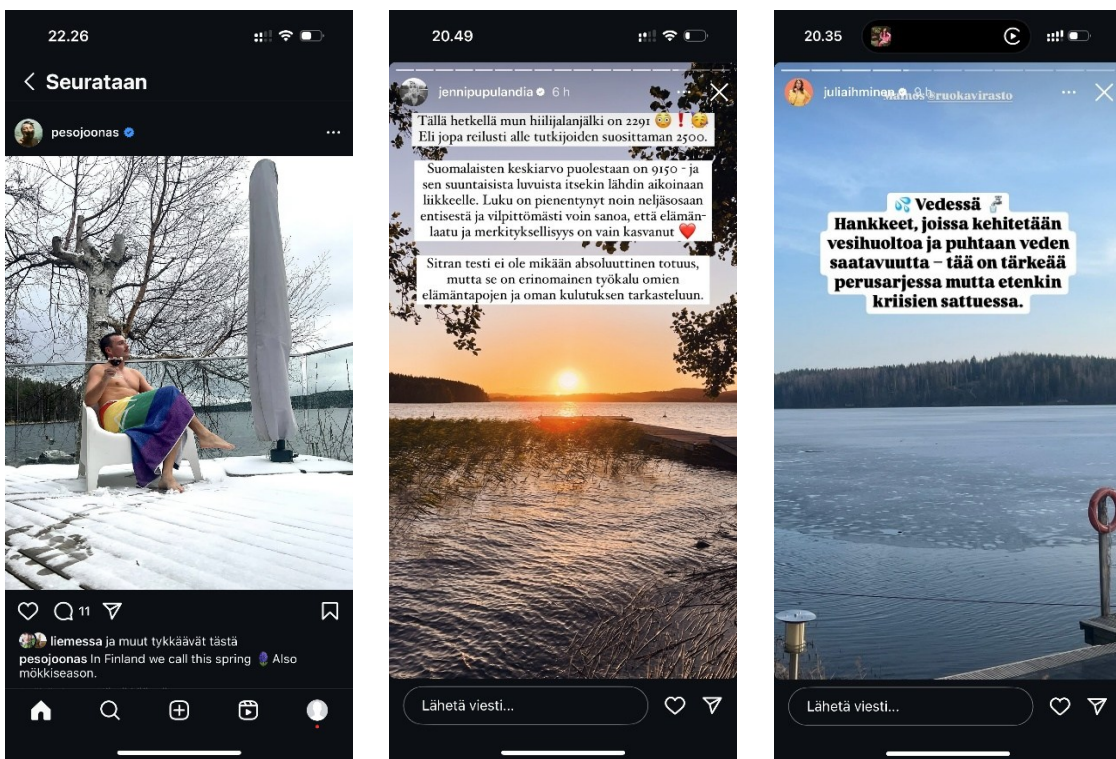 22.26
Seurataan
pesojoonas
11
liemessa ja muut tykkäävät tästä
pesojoonas In Finland we call this spring Also
mökkiseason.
20.49
jennipupulandia 6 h
Tällä hetkellä mun hiilijalanjälki on 2291
Eli jopa reilusti alle tutkijoiden suosittaman 2500.
Suomalaisten keskiarvo puolestaan on 9150 - ja
sen suuntaisista luvuista itsekin lähdin aikoinaan
liikkeelle. Luku on pienentynyt noin neljäsosaan
entisestä ja vilpittömästi voin sanoa, että elämän-
laatu ja merkityksellisyys on vain kasvanut
Sitran testi ei ole mikään absoluuttinen totuus,
mutta se on erinomainen työkalu omien
elämäntapojen ja oman kulutuksen tarkasteluun.
Lähetä viesti...
20.35
juliaihminen 9 h
@ruokavirasto
💦 Vedessä 🚰
Hankkeet, joissa kehitetään
vesihuoltoa ja puhtaan veden
saatavuutta – tää on tärkeää
perusarjessa mutta etenkin
kriisien sattuessa.
Lähetä viesti...